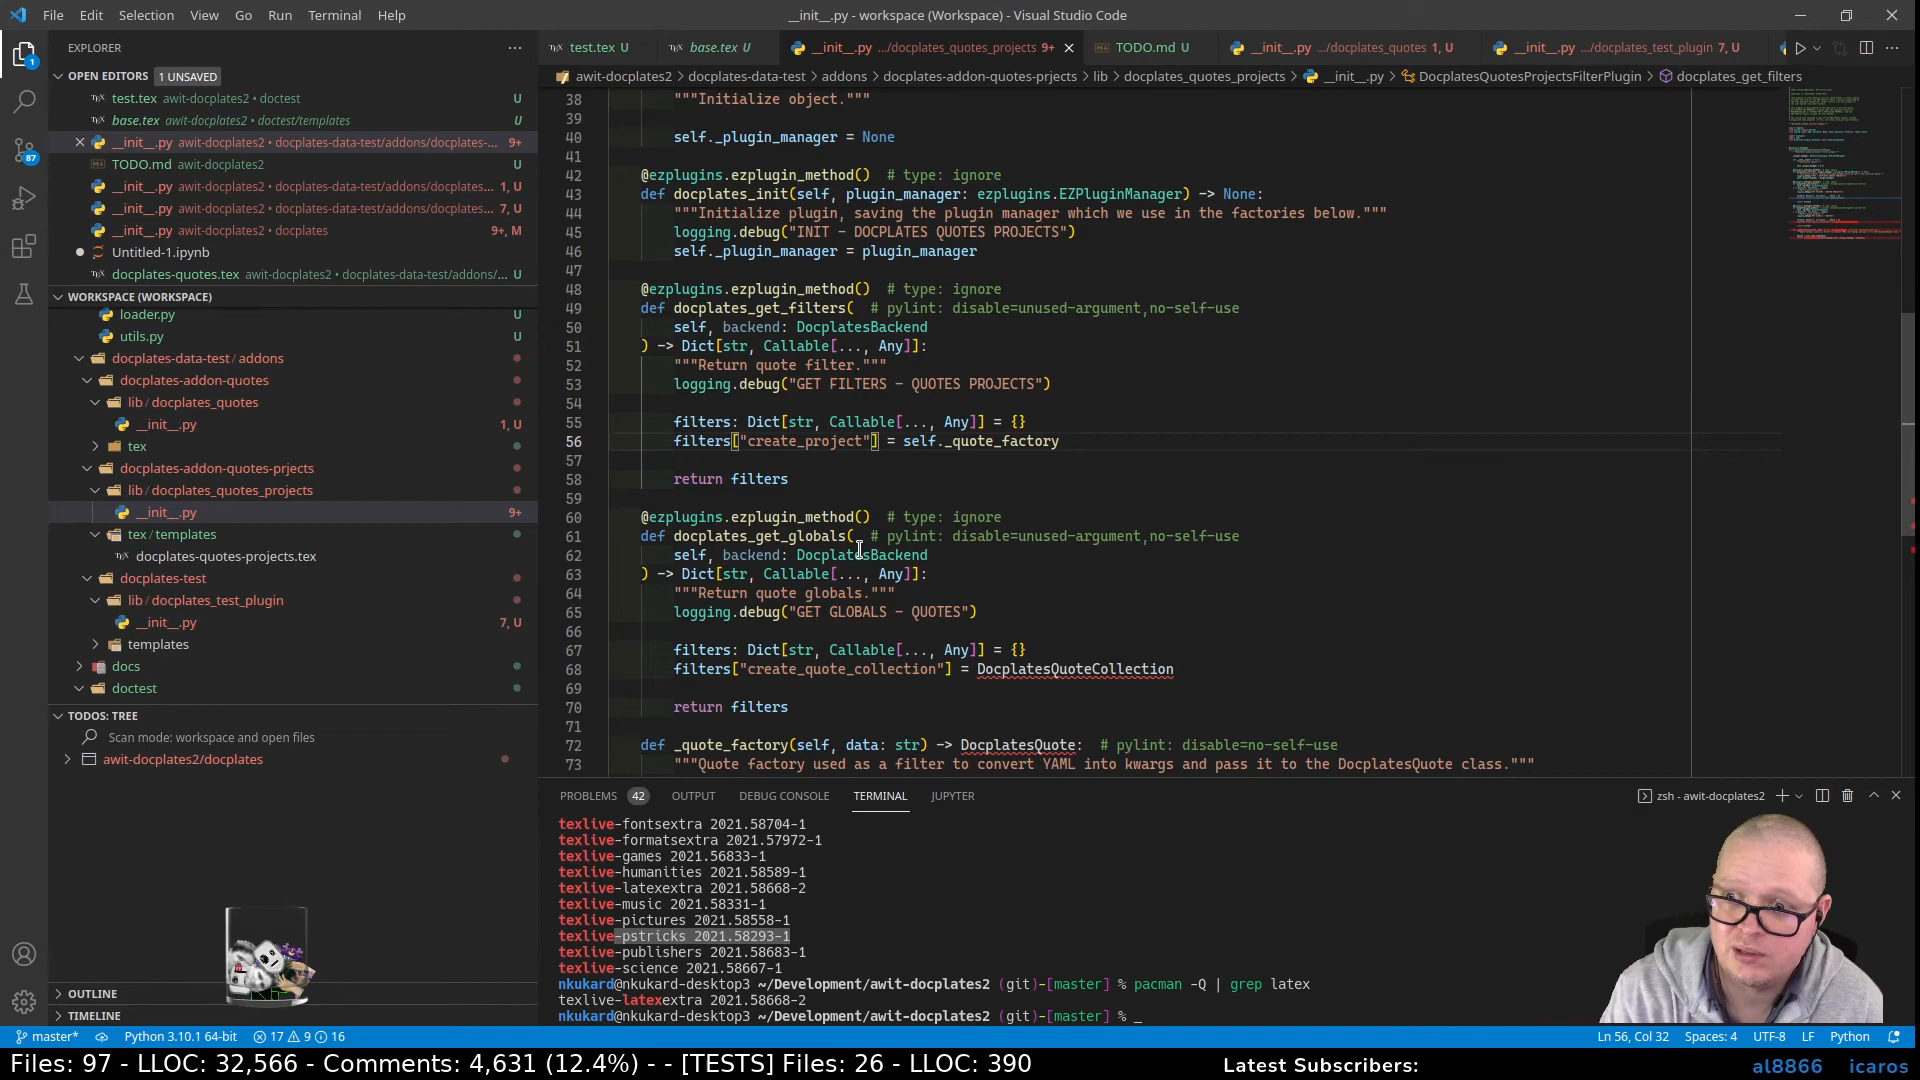 File Edit Selection View Go Run Terminal Help
__init__.py - workspace (Workspace) - Visual Studio Code
EXPLORER
OPEN EDITORS 1 UNSAVED
test.tex awit-docplates2 • doctest U
base.tex awit-docplates2 • doctest/templates U
__init__.py awit-docplates2 • docplates-data-test/addons/docplates-... 9+
TODO.md awit-docplates2 U
__init__.py awit-docplates2 • docplates-data-test/addons/docplates... 1, U
__init__.py awit-docplates2 • docplates-data-test/addons/docplates... 7, U
__init__.py awit-docplates2 • docplates 9+, M
Untitled-1.ipynb
docplates-quotes.tex awit-docplates2 • docplates-data-test/addons/... U
WORKSPACE (WORKSPACE)
loader.py U
utils.py U
docplates-data-test / addons
docplates-addon-quotes
lib / docplates_quotes
__init__.py 1, U
tex
docplates-addon-quotes-prjects
lib / docplates_quotes_projects
__init__.py 9+
tex / templates
docplates-quotes-projects.tex
docplates-test
lib / docplates_test_plugin
__init__.py 7, U
templates
docs
doctest
TODOS: TREE
Scan mode: workspace and open files
awit-docplates2/docplates
OUTLINE
TIMELINE
1
87
test.tex U
base.tex U
__init__.py .../docplates_quotes_projects 9+
TODO.md U
__init__.py .../docplates_quotes 1, U
__init__.py .../docplates_test_plugin 7, U
awit-docplates2 > docplates-data-test > addons > docplates-addon-quotes-prjects > lib > docplates_quotes_projects > __init__.py > DocplatesQuotesProjectsFilterPlugin > docplates_get_filters
38 """Initialize object."""
39
40 self._plugin_manager = None
41
42 @ezplugins.ezplugin_method() # type: ignore
43 def docplates_init(self, plugin_manager: ezplugins.EZPluginManager) -> None:
44 """Initialize plugin, saving the plugin manager which we use in the factories below."""
45 logging.debug("INIT - DOCPLATES QUOTES PROJECTS")
46 self._plugin_manager = plugin_manager
47
48 @ezplugins.ezplugin_method() # type: ignore
49 def docplates_get_filters( # pylint: disable=unused-argument,no-self-use
50 self, backend: DocplatesBackend
51 ) -> Dict[str, Callable[..., Any]]:
52 """Return quote filter."""
53 logging.debug("GET FILTERS - QUOTES PROJECTS")
54
55 filters: Dict[str, Callable[..., Any]] = {}
56 filters["create_project"] = self._quote_factory
57
58 return filters
59
60 @ezplugins.ezplugin_method() # type: ignore
61 def docplates_get_globals( # pylint: disable=unused-argument,no-self-use
62 self, backend: DocplatesBackend
63 ) -> Dict[str, Callable[..., Any]]:
64 """Return quote globals."""
65 logging.debug("GET GLOBALS - QUOTES")
66
67 filters: Dict[str, Callable[..., Any]] = {}
68 filters["create_quote_collection"] = DocplatesQuoteCollection
69
70 return filters
71
72 def _quote_factory(self, data: str) -> DocplatesQuote: # pylint: disable=no-self-use
73 """Quote factory used as a filter to convert YAML into kwargs and pass it to the DocplatesQuote class."""
PROBLEMS 42 OUTPUT DEBUG CONSOLE TERMINAL JUPYTER
zsh - awit-docplates2
texlive-fontsextra 2021.58704-1
texlive-formatsextra 2021.57972-1
texlive-games 2021.56833-1
texlive-humanities 2021.58589-1
texlive-latexextra 2021.58668-2
texlive-music 2021.58331-1
texlive-pictures 2021.58558-1
texlive-pstricks 2021.58293-1
texlive-publishers 2021.58683-1
texlive-science 2021.58667-1
nkukard@nkukard-desktop3 ~/Development/awit-docplates2 (git)-[master] % pacman -Q | grep latex
texlive-latexextra 2021.58668-2
nkukard@nkukard-desktop3 ~/Development/awit-docplates2 (git)-[master] % _
master* Python 3.10.1 64-bit 17 9 16
Ln 56, Col 32 Spaces: 4 UTF-8 LF Python
Files: 97 - LLOC: 32,566 - Comments: 4,631 (12.4%) - - [TESTS] Files: 26 - LLOC: 390
Latest Subscribers: al8866 icaros